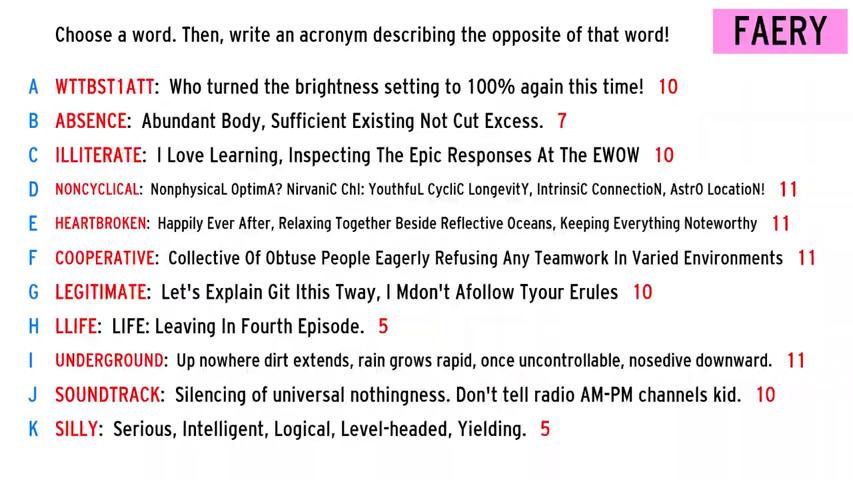 Choose a word. Then, write an acronym describing the opposite of that word!
FAERY
A WTTBST1ATT: Who turned the brightness setting to 100% again this time! 10
B ABSENCE: Abundant Body, Sufficient Existing Not Cut Excess. 7
C ILLITERATE: I Love Learning, Inspecting The Epic Responses At The EWOW 10
D NONCYCLICAL: NonphysicaL OptimA? NirvaniC ChI: YouthfuL CycliC LongevitY, IntrinsiC ConnectioN, AstrO LocatioN! 11
E HEARTBROKEN: Happily Ever After, Relaxing Together Beside Reflective Oceans, Keeping Everything Noteworthy 11
F COOPERATIVE: Collective Of Obtuse People Eagerly Refusing Any Teamwork In Varied Environments 11
G LEGITIMATE: Let's Explain Git Ithis Tway, I Mdon't Afollow Tyour Erules 10
H LLIFE: LIFE: Leaving In Fourth Episode. 5
I UNDERGROUND: Up nowhere dirt extends, rain grows rapid, once uncontrollable, nosedive downward. 11
J SOUNDTRACK: Silencing of universal nothingness. Don't tell radio AM-PM channels kid. 10
K SILLY: Serious, Intelligent, Logical, Level-headed, Yielding. 5